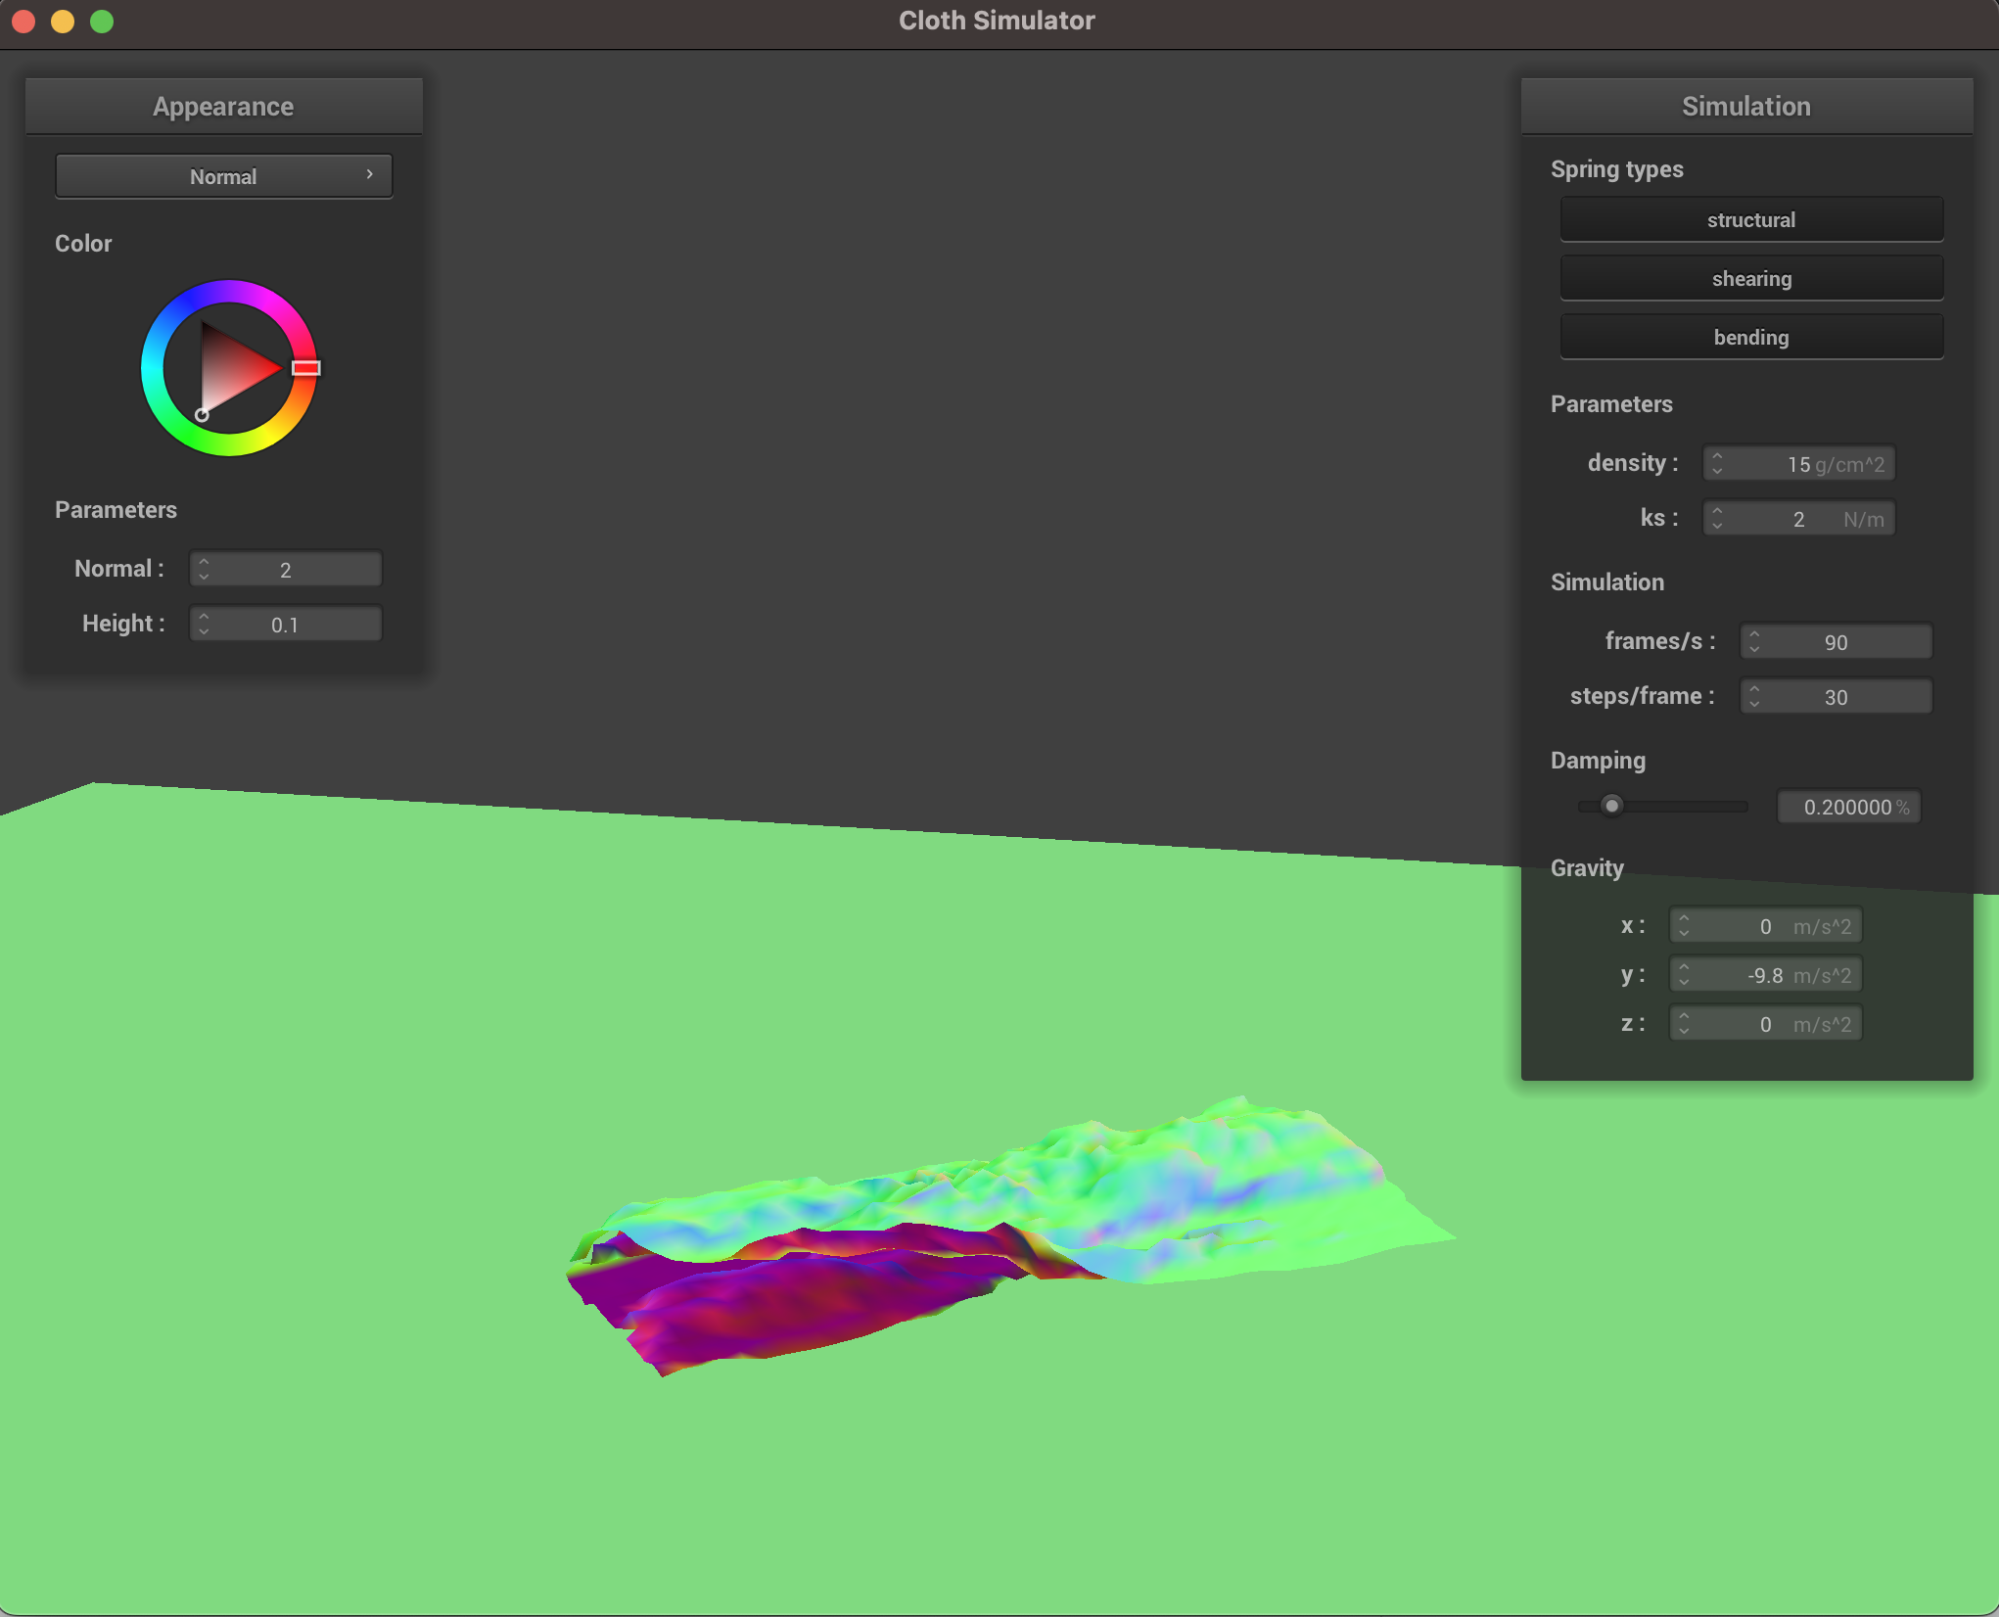 Cloth Simulator
Appearance
Normal
Color
Parameters
Normal : 2
Height : 0.1
Simulation
Spring types
structural
shearing
bending
Parameters
density : 15 g/cm^2
ks : 2 N/m
Simulation
frames/s : 90
steps/frame : 30
Damping
0.200000 %
Gravity
x : 0 m/s^2
y : -9.8 m/s^2
z : 0 m/s^2